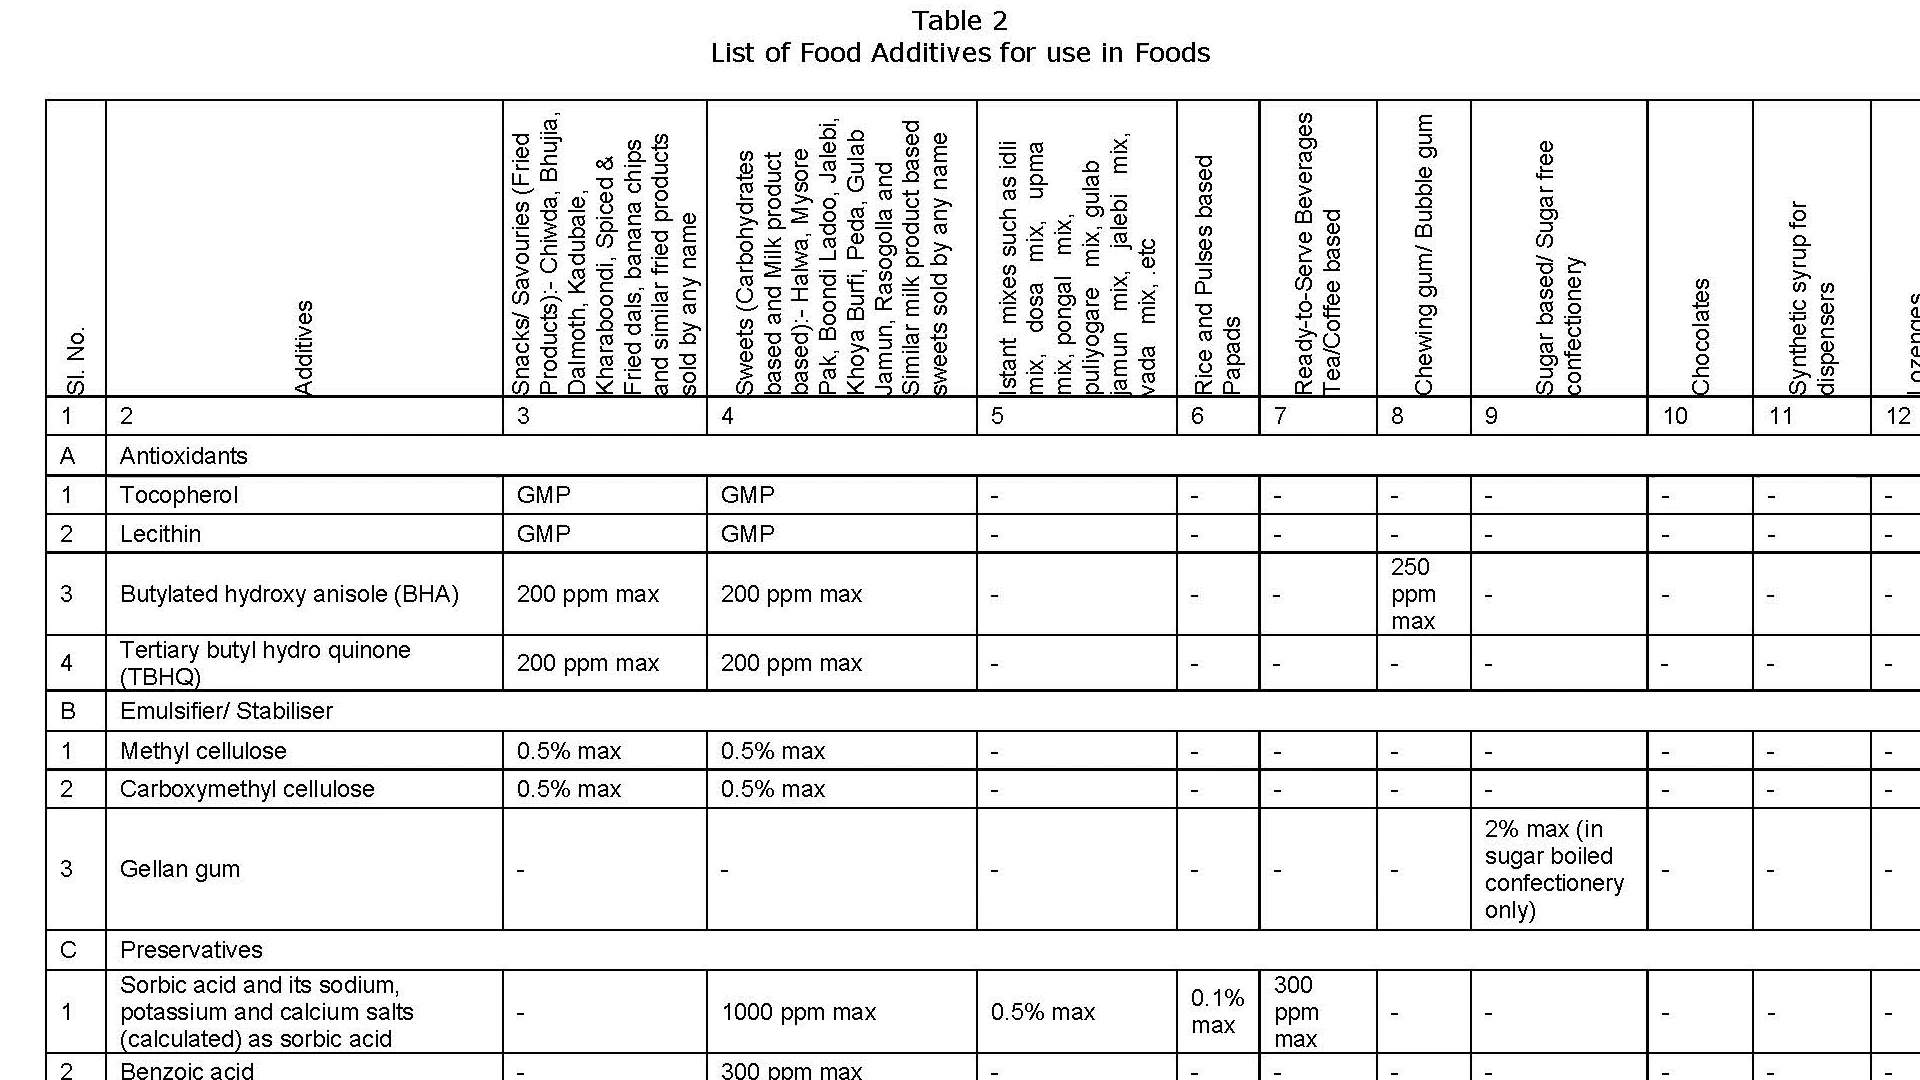 Table 2
List of Food Additives for use in Foods
Sl. No.
Additives
Snacks/ Savouries (Fried
Products):- Chiwda, Bhujia,
Dalmoth, Kadubale,
Kharaboondi, Spiced &
Fried dals, banana chips
and similar fried products
sold by any name
Sweets (Carbohydrates
based and Milk product
based):- Halwa, Mysore
Pak, Boondi Ladoo, Jalebi,
Khoya Burfi, Peda, Gulab
Jamun, Rasogolla and
Similar milk product based
sweets sold by any name
Istant mixes such as idli
mix, dosa mix, upma
mix, pongal mix,
puliyogare mix, gulab
jamun mix, jalebi mix,
vada mix, .etc
Rice and Pulses based
Papads
Ready-to-Serve Beverages
Tea/Coffee based
Chewing gum/ Bubble gum
Sugar based/ Sugar free
confectionery
Chocolates
Synthetic syrup for
dispensers
Lozenges
1 2 3 4 5 6 7 8 9 10 11 12
A Antioxidants
1 Tocopherol GMP GMP - - - - - - - -
2 Lecithin GMP GMP - - - - - - - -
3 Butylated hydroxy anisole (BHA) 200 ppm max 200 ppm max - - - 250
ppm
max - - - -
4 Tertiary butyl hydro quinone
(TBHQ) 200 ppm max 200 ppm max - - - - - - - -
B Emulsifier/ Stabiliser
1 Methyl cellulose 0.5% max 0.5% max - - - - - - - -
2 Carboxymethyl cellulose 0.5% max 0.5% max - - - - - - - -
3 Gellan gum - - - - - - 2% max (in
sugar boiled
confectionery
only) - - -
C Preservatives
1 Sorbic acid and its sodium,
potassium and calcium salts
(calculated) as sorbic acid - 1000 ppm max 0.5% max 0.1%
max 300
ppm
max - - - - -
2 Benzoic acid - 300 ppm max - - - - - - - -